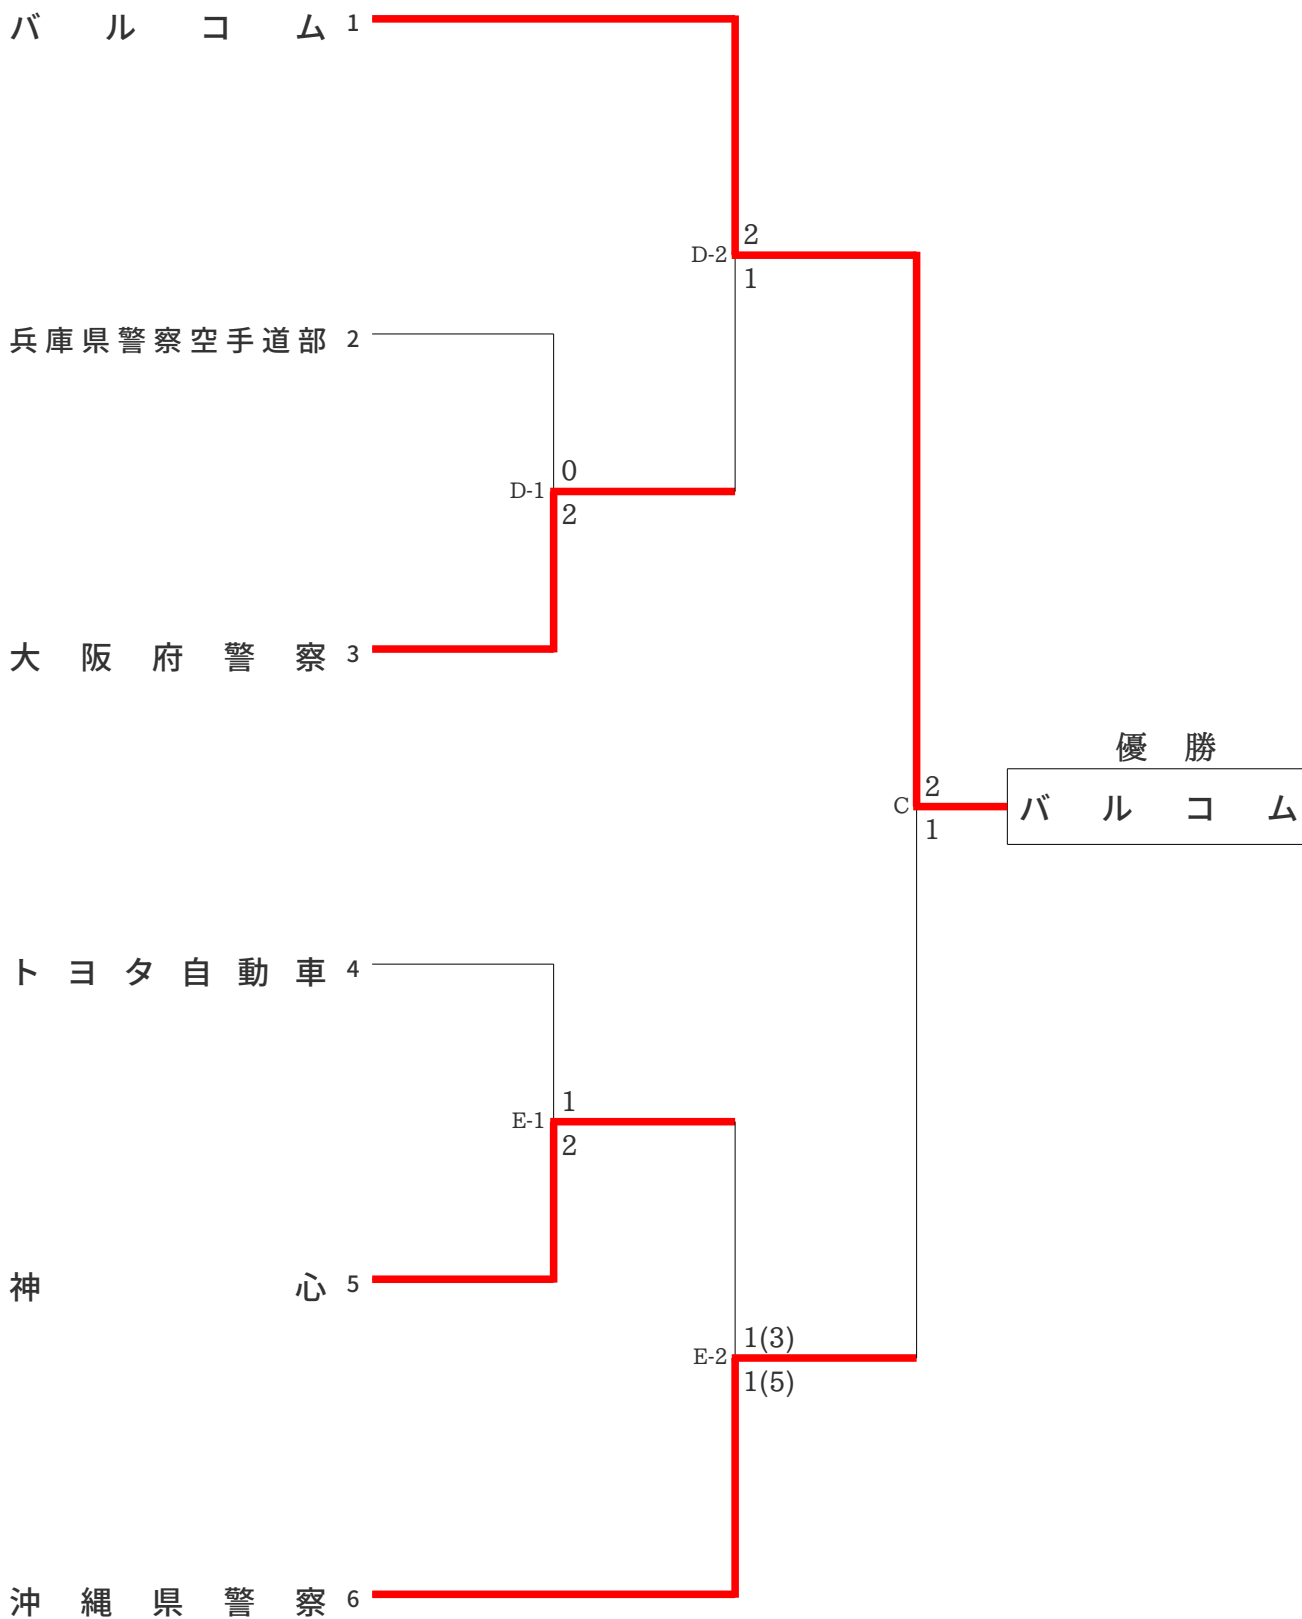 バルコム 1
2
D-2
1
兵庫県警察空手道部 2
0
D-1
2
大阪府警察 3
優勝
2
C
バルコム
1
トヨタ自動車 4
1
E-1
2
神心 5
1(3)
E-2
1(5)
沖縄県警察 6